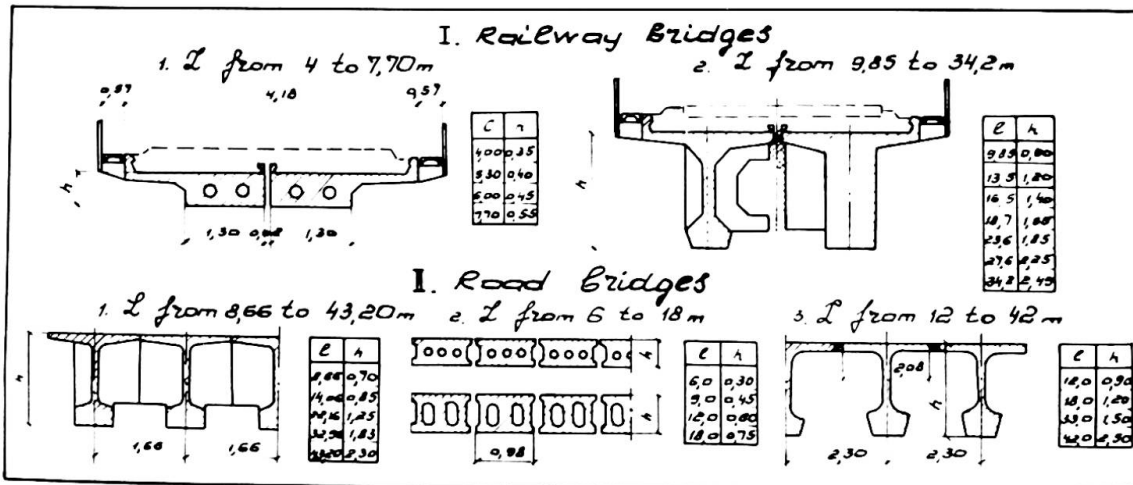 I. Railway Bridges
1. L from 4 to 7,70m
0,57 4,18 0,57
h
1,30 0,08 1,30
4,00 0,35
5,30 0,40
6,00 0,45
7,70 0,55
2. L from 9,85 to 34,2m
h
l h
9,85 0,80
13,5 1,20
16,5 1,40
18,7
23,6 1,85
27,6 2,25
34,2 2,49
II. Road Bridges
1. L from 8,66 to 43,20m
h
1,66 1,66
l h
8,66 0,70
14,06 0,85
1,25
1,83
43,20 2,30
2. L from 6 to 18m
h
h
0,98
l h
6,0 0,30
9,0 0,45
12,0 0,60
18,0 0,75
3. L from 12 to 42m
2,08
h
2,30 2,30
l h
12,0 0,90
18,0 1,20
33,0 1,50
42,0